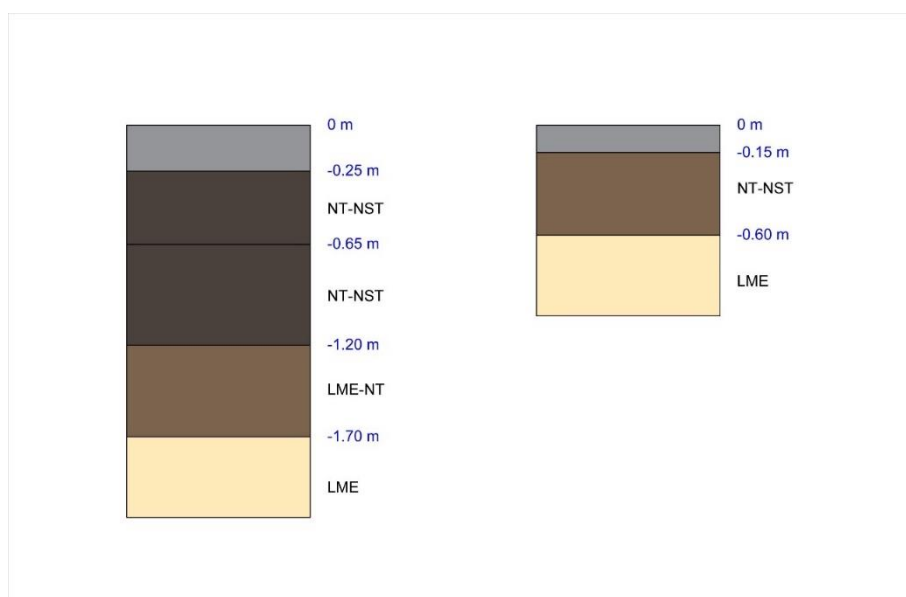 0 m
-0.25 m
NT-NST
-0.65 m
NT-NST
-1.20 m
LME-NT
-1.70 m
LME
0 m
-0.15 m
NT-NST
-0.60 m
LME